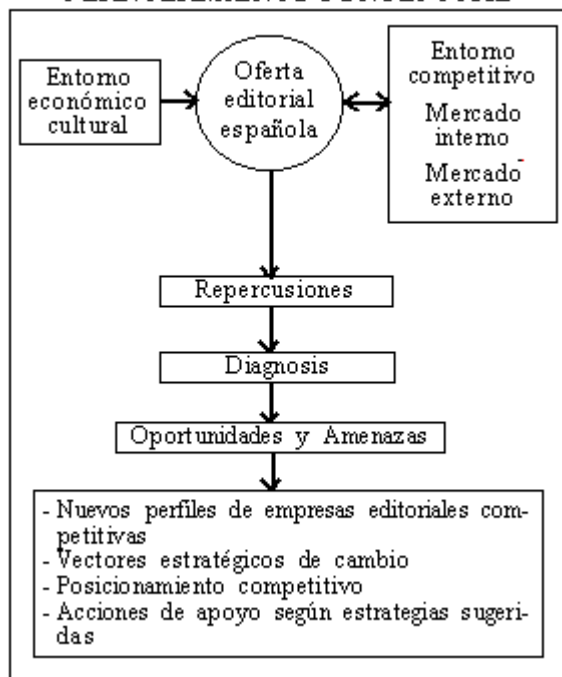 Entorno
económico
cultural
Oferta
editorial
española
Entorno
competitivo
Mercado
interno
Mercado
externo
Repercusiones
Diagnosis
Oportunidades y Amenazas
- Nuevos perfiles de empresas editoriales com-
petitivas
- Vectores estratégicos de cambio
- Posicionamiento competitivo
- Acciones de apoyo según estrategias sugeri-
das